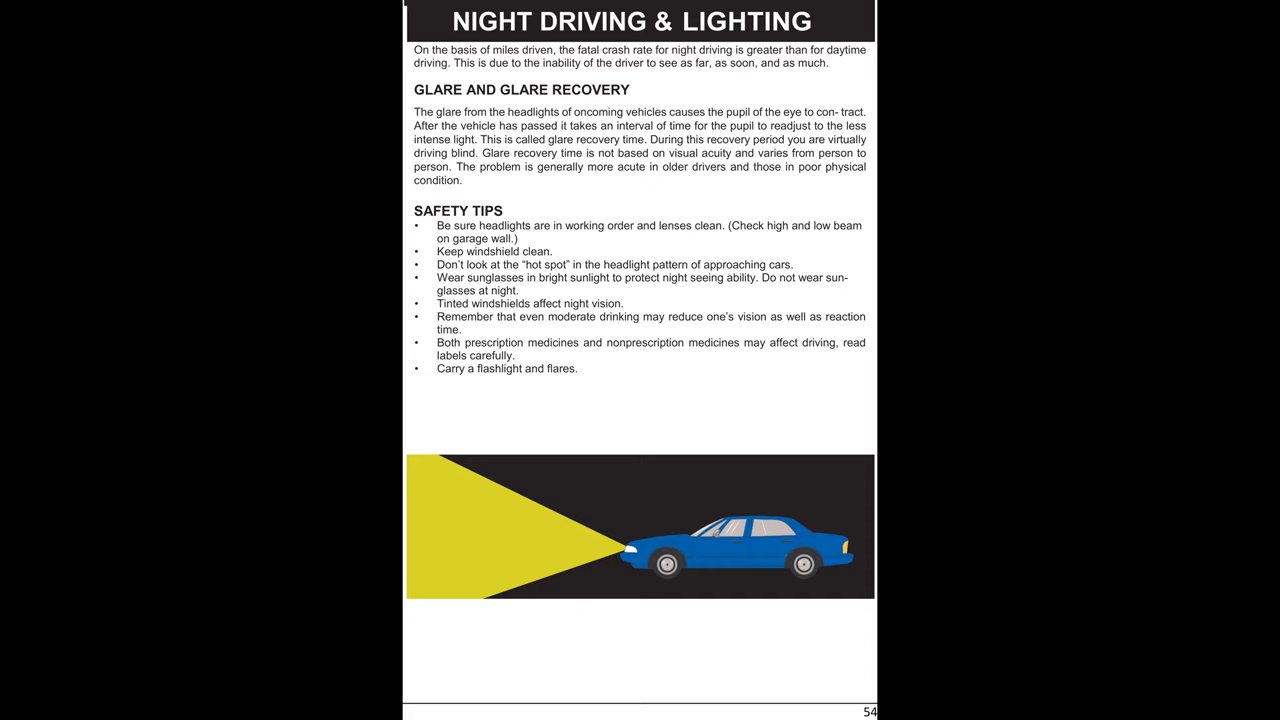 NIGHT DRIVING & LIGHTING
On the basis of miles driven, the fatal crash rate for night driving is greater than for daytime
driving. This is due to the inability of the driver to see as far, as soon, and as much.
GLARE AND GLARE RECOVERY
The glare from the headlights of oncoming vehicles causes the pupil of the eye to con- tract.
After the vehicle has passed it takes an interval of time for the pupil to readjust to the less
intense light. This is called glare recovery time. During this recovery period you are virtually
driving blind. Glare recovery time is not based on visual acuity and varies from person to
person. The problem is generally more acute in older drivers and those in poor physical
condition.
SAFETY TIPS
• Be sure headlights are in working order and lenses clean. (Check high and low beam
on garage wall.)
• Keep windshield clean.
• Don’t look at the “hot spot” in the headlight pattern of approaching cars.
• Wear sunglasses in bright sunlight to protect night seeing ability. Do not wear sun-
glasses at night.
• Tinted windshields affect night vision.
• Remember that even moderate drinking may reduce one’s vision as well as reaction
time.
• Both prescription medicines and nonprescription medicines may affect driving, read
labels carefully.
• Carry a flashlight and flares.
54